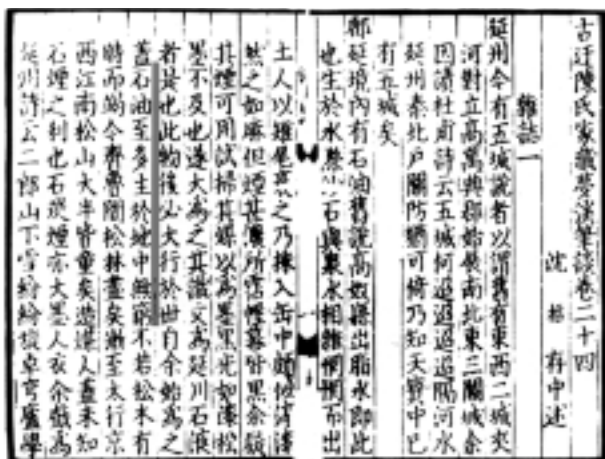 古迂陳氏家藏夢溪筆談卷二十四
沈括存中述
雜誌一
延州今有五城說者以謂舊有東西二城夾
河對立高萬興郡始展南北東三關城余
因讀杜甫詩云五城何迢迢迢迢隔河水
延州秦北戶關防猶可倚乃知天寶中已
有五城矣
鄜延境內有石油舊說高奴縣出脂水即此
也生於水際沙石與泉水相雜惘惘而出
土人以雉尾裛之乃採入缶中頗似淳漆
然之如麻但煙甚濃所霑幄幕皆黑余疑
其煙可用試掃其煤以為墨黑光如漆松
墨不及也遂大為之其識文為延川石液
者是也此物後必大行於世自余始為之
蓋石油至多生於地中無窮不若松木有
時而竭今齊魯間松林盡矣漸至太行京
西江南松山大半皆童矣造煤人蓋未知
石煙之利也石炭煙亦大墨人衣余戲為
延州詩云二郎山下雪紛紛旋卓穹廬學